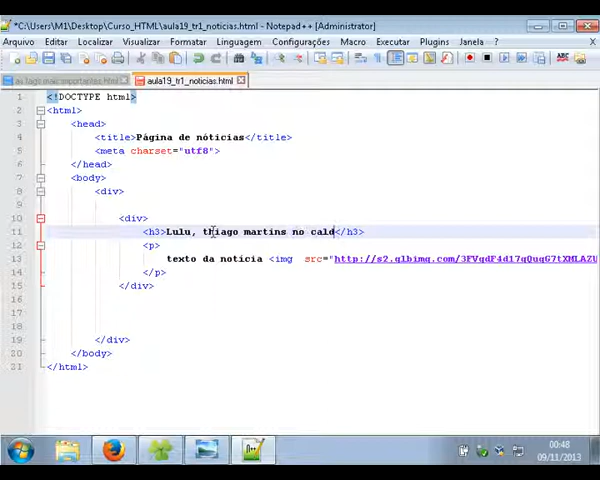 *C:\Users\M1\Desktop\Curso_HTML\aula19_tr1_noticias.html - Notepad++ [Administrator]
Arquivo Editar Localizar Visualizar Formatar Linguagem Configurações Macro Executar Plugins Janela ?
aula19_tr1_noticias.html
1 <!DOCTYPE html>
2 <html>
3 <head>
4 <title>Página de nóticias</title>
5 <meta charset="utf8">
6 </head>
7 <body>
8 <div>
9
10 <div>
11 <h3>Lulu, thiago martins no cald</h3>
12 <p>
13 texto da notícia <img src="http://s2.glbimg.com/
14 </p>
15 </div>
16
17
18
19 </div>
20 </body>
21 </html>
00:48
09/11/2013